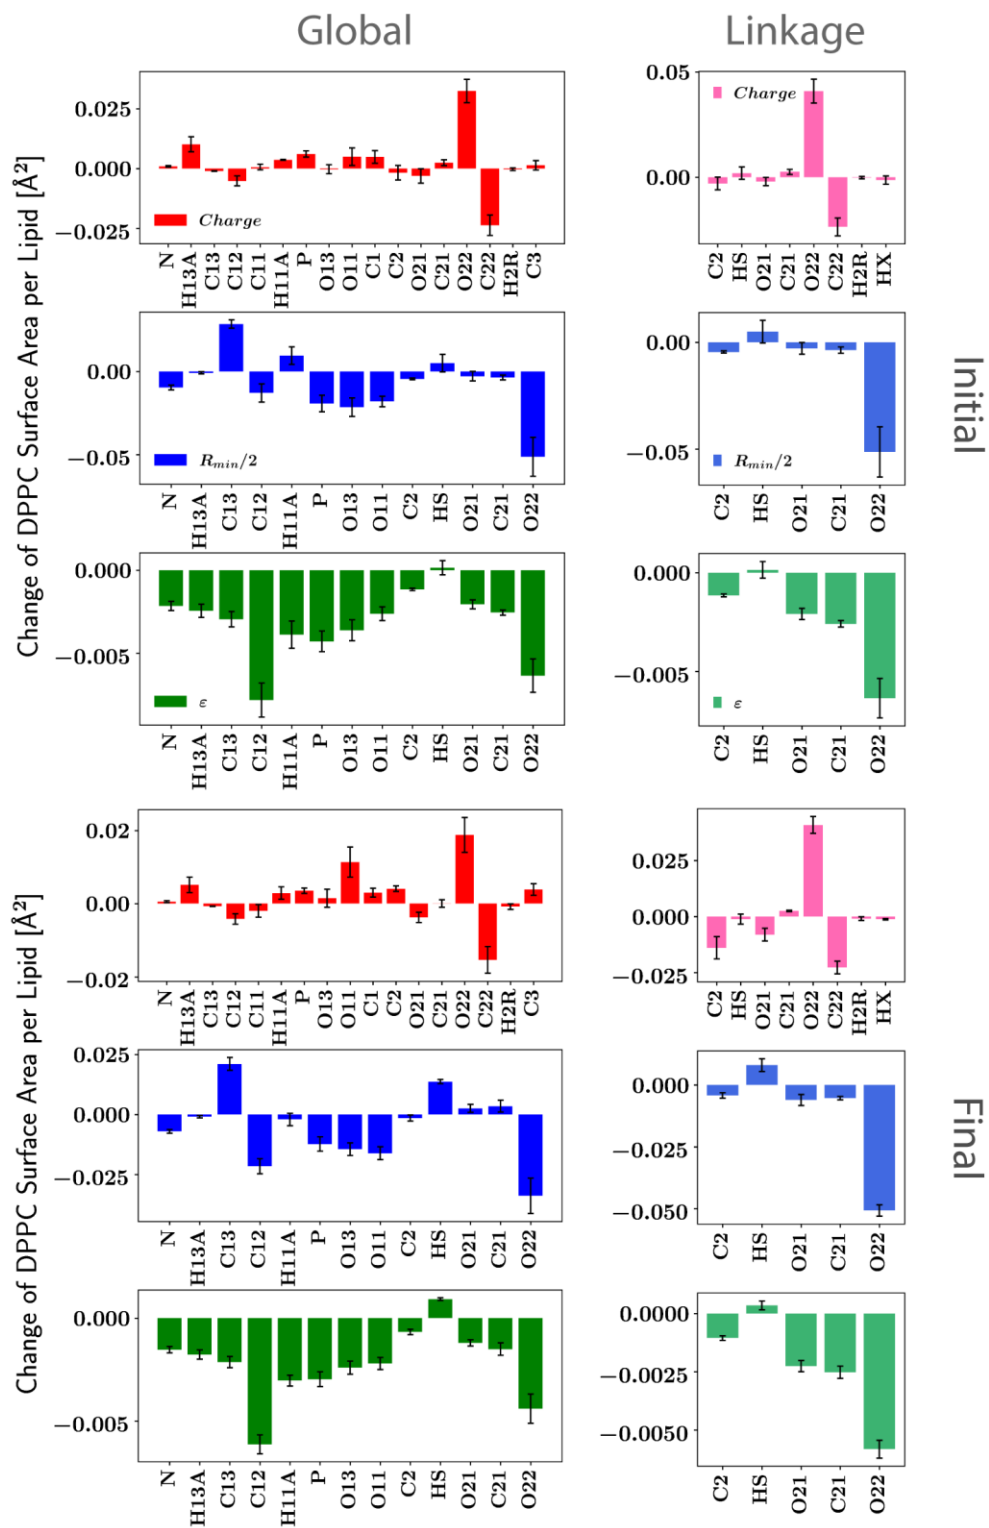 Global
Linkage
Change of DPPC Surface Area per Lipid [Å²]
Initial
0.025
0.000
−0.025
Charge
N H13A C13 C12 C11 H11A P O13 O11 C1 C2 O21 C21 O22 C22 H2R C3
0.05
0.00
Charge
C2 HS O21 C21 O22 C22 H2R HX
0.00
−0.05
R_min/2
N H13A C13 C12 H11A P O13 O11 C2 HS O21 C21 O22
0.00
−0.05
R_min/2
C2 HS O21 C21 O22
0.000
−0.005
ε
N H13A C13 C12 H11A P O13 O11 C2 HS O21 C21 O22
0.000
−0.005
ε
C2 HS O21 C21 O22
Change of DPPC Surface Area per Lipid [Å²]
Final
0.02
0.00
−0.02
N H13A C13 C12 C11 H11A P O13 O11 C1 C2 O21 C21 O22 C22 H2R C3
0.025
0.000
−0.025
C2 HS O21 C21 O22 C22 H2R HX
0.025
0.000
−0.025
N H13A C13 C12 H11A P O13 O11 C2 HS O21 C21 O22
0.000
−0.025
−0.050
C2 HS O21 C21 O22
0.000
−0.005
N H13A C13 C12 H11A P O13 O11 C2 HS O21 C21 O22
0.0000
−0.0025
−0.0050
C2 HS O21 C21 O22